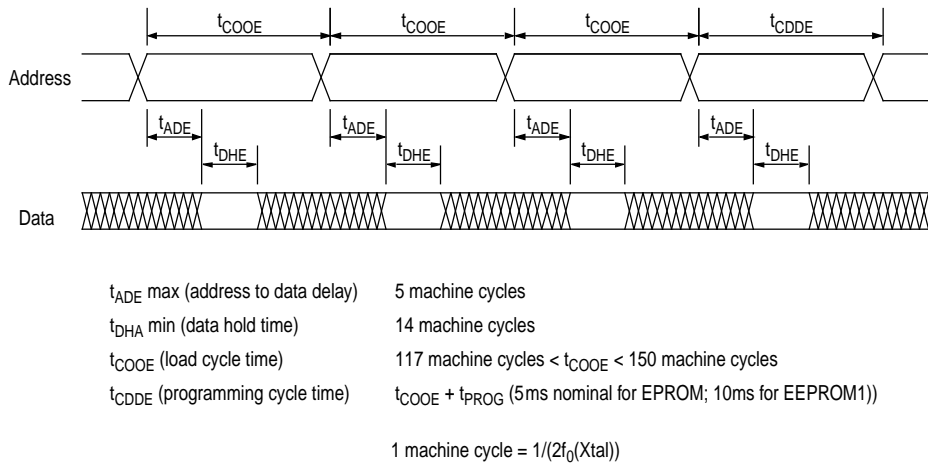 tCOOE tCOOE tCOOE tCDDE
Address
tADE tADE tADE tADE
tDHE tDHE tDHE tDHE
Data
tADE max (address to data delay) 5 machine cycles
tDHA min (data hold time) 14 machine cycles
tCOOE (load cycle time) 117 machine cycles < tCOOE < 150 machine cycles
tCDDE (programming cycle time) tCOOE + tPROG (5ms nominal for EPROM; 10ms for EEPROM1))
1 machine cycle = 1/(2f0(Xtal))